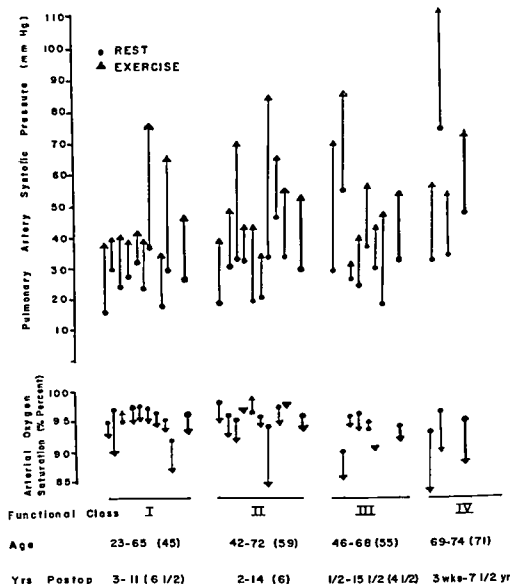 110
100
90
80
70
60
50
40
30
20
10
Pulmonary Artery Systolic Pressure (mm Hg)
REST
EXERCISE
100
95
90
85
Arterial Oxygen
Saturation (% Percent)
Functional Class I II III IV
Age 23-65 (45) 42-72 (59) 46-68 (55) 69-74 (71)
Yrs Postop 3-11 (6 1/2) 2-14 (6) 1/2-15 1/2 (4 1/2) 3 wks-7 1/2 yr